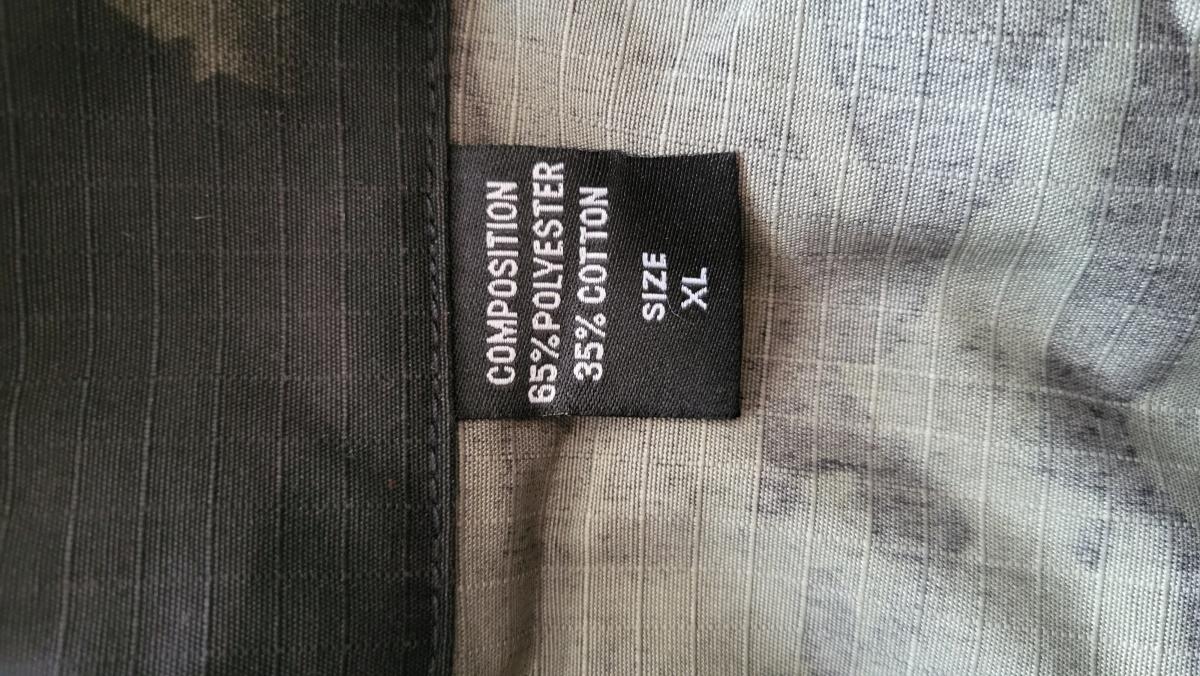 COMPOSITION
65%POLYESTER
35% COTTON
SIZE
XL